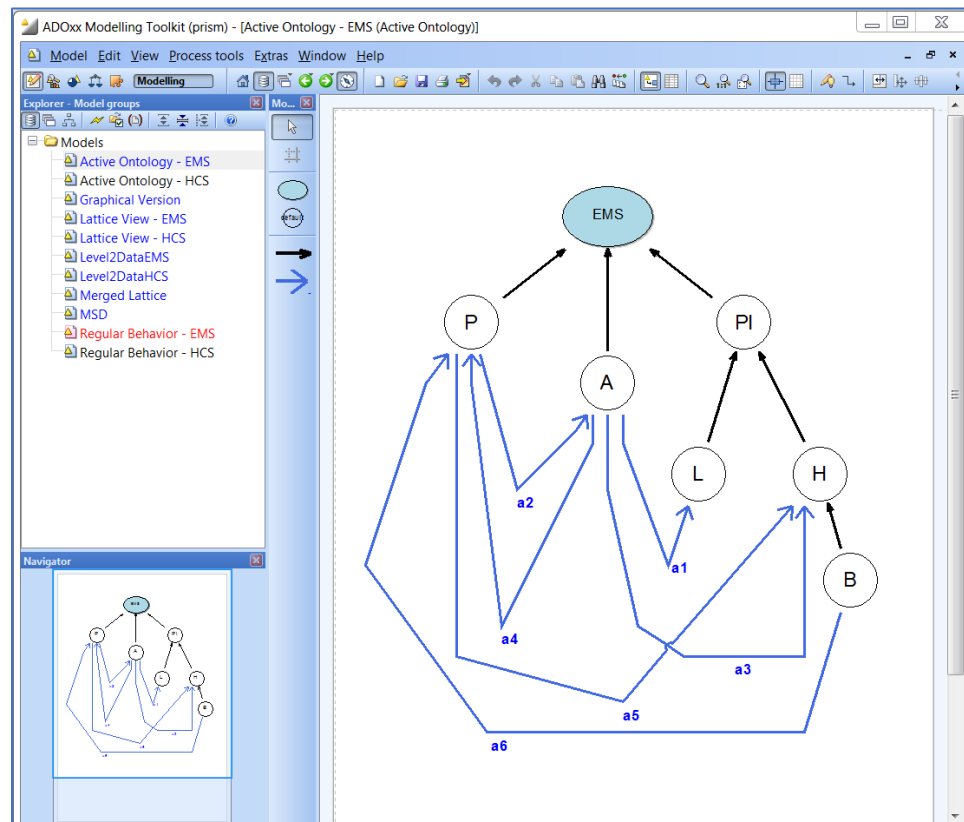 ADOxx Modelling Toolkit (prism) - [Active Ontology - EMS (Active Ontology)]
Model Edit View Process tools Extras Window Help
Modelling
Explorer - Model groups
Mo...
Models
Active Ontology - EMS
Active Ontology - HCS
Graphical Version
Lattice View - EMS
Lattice View - HCS
Level2DataEMS
Level2DataHCS
Merged Lattice
MSD
Regular Behavior - EMS
Regular Behavior - HCS
default
EMS
P
PI
A
L
H
a2
a1
B
a4
a3
a5
a6
Navigator
EMS
P
PI
A
L
H
B